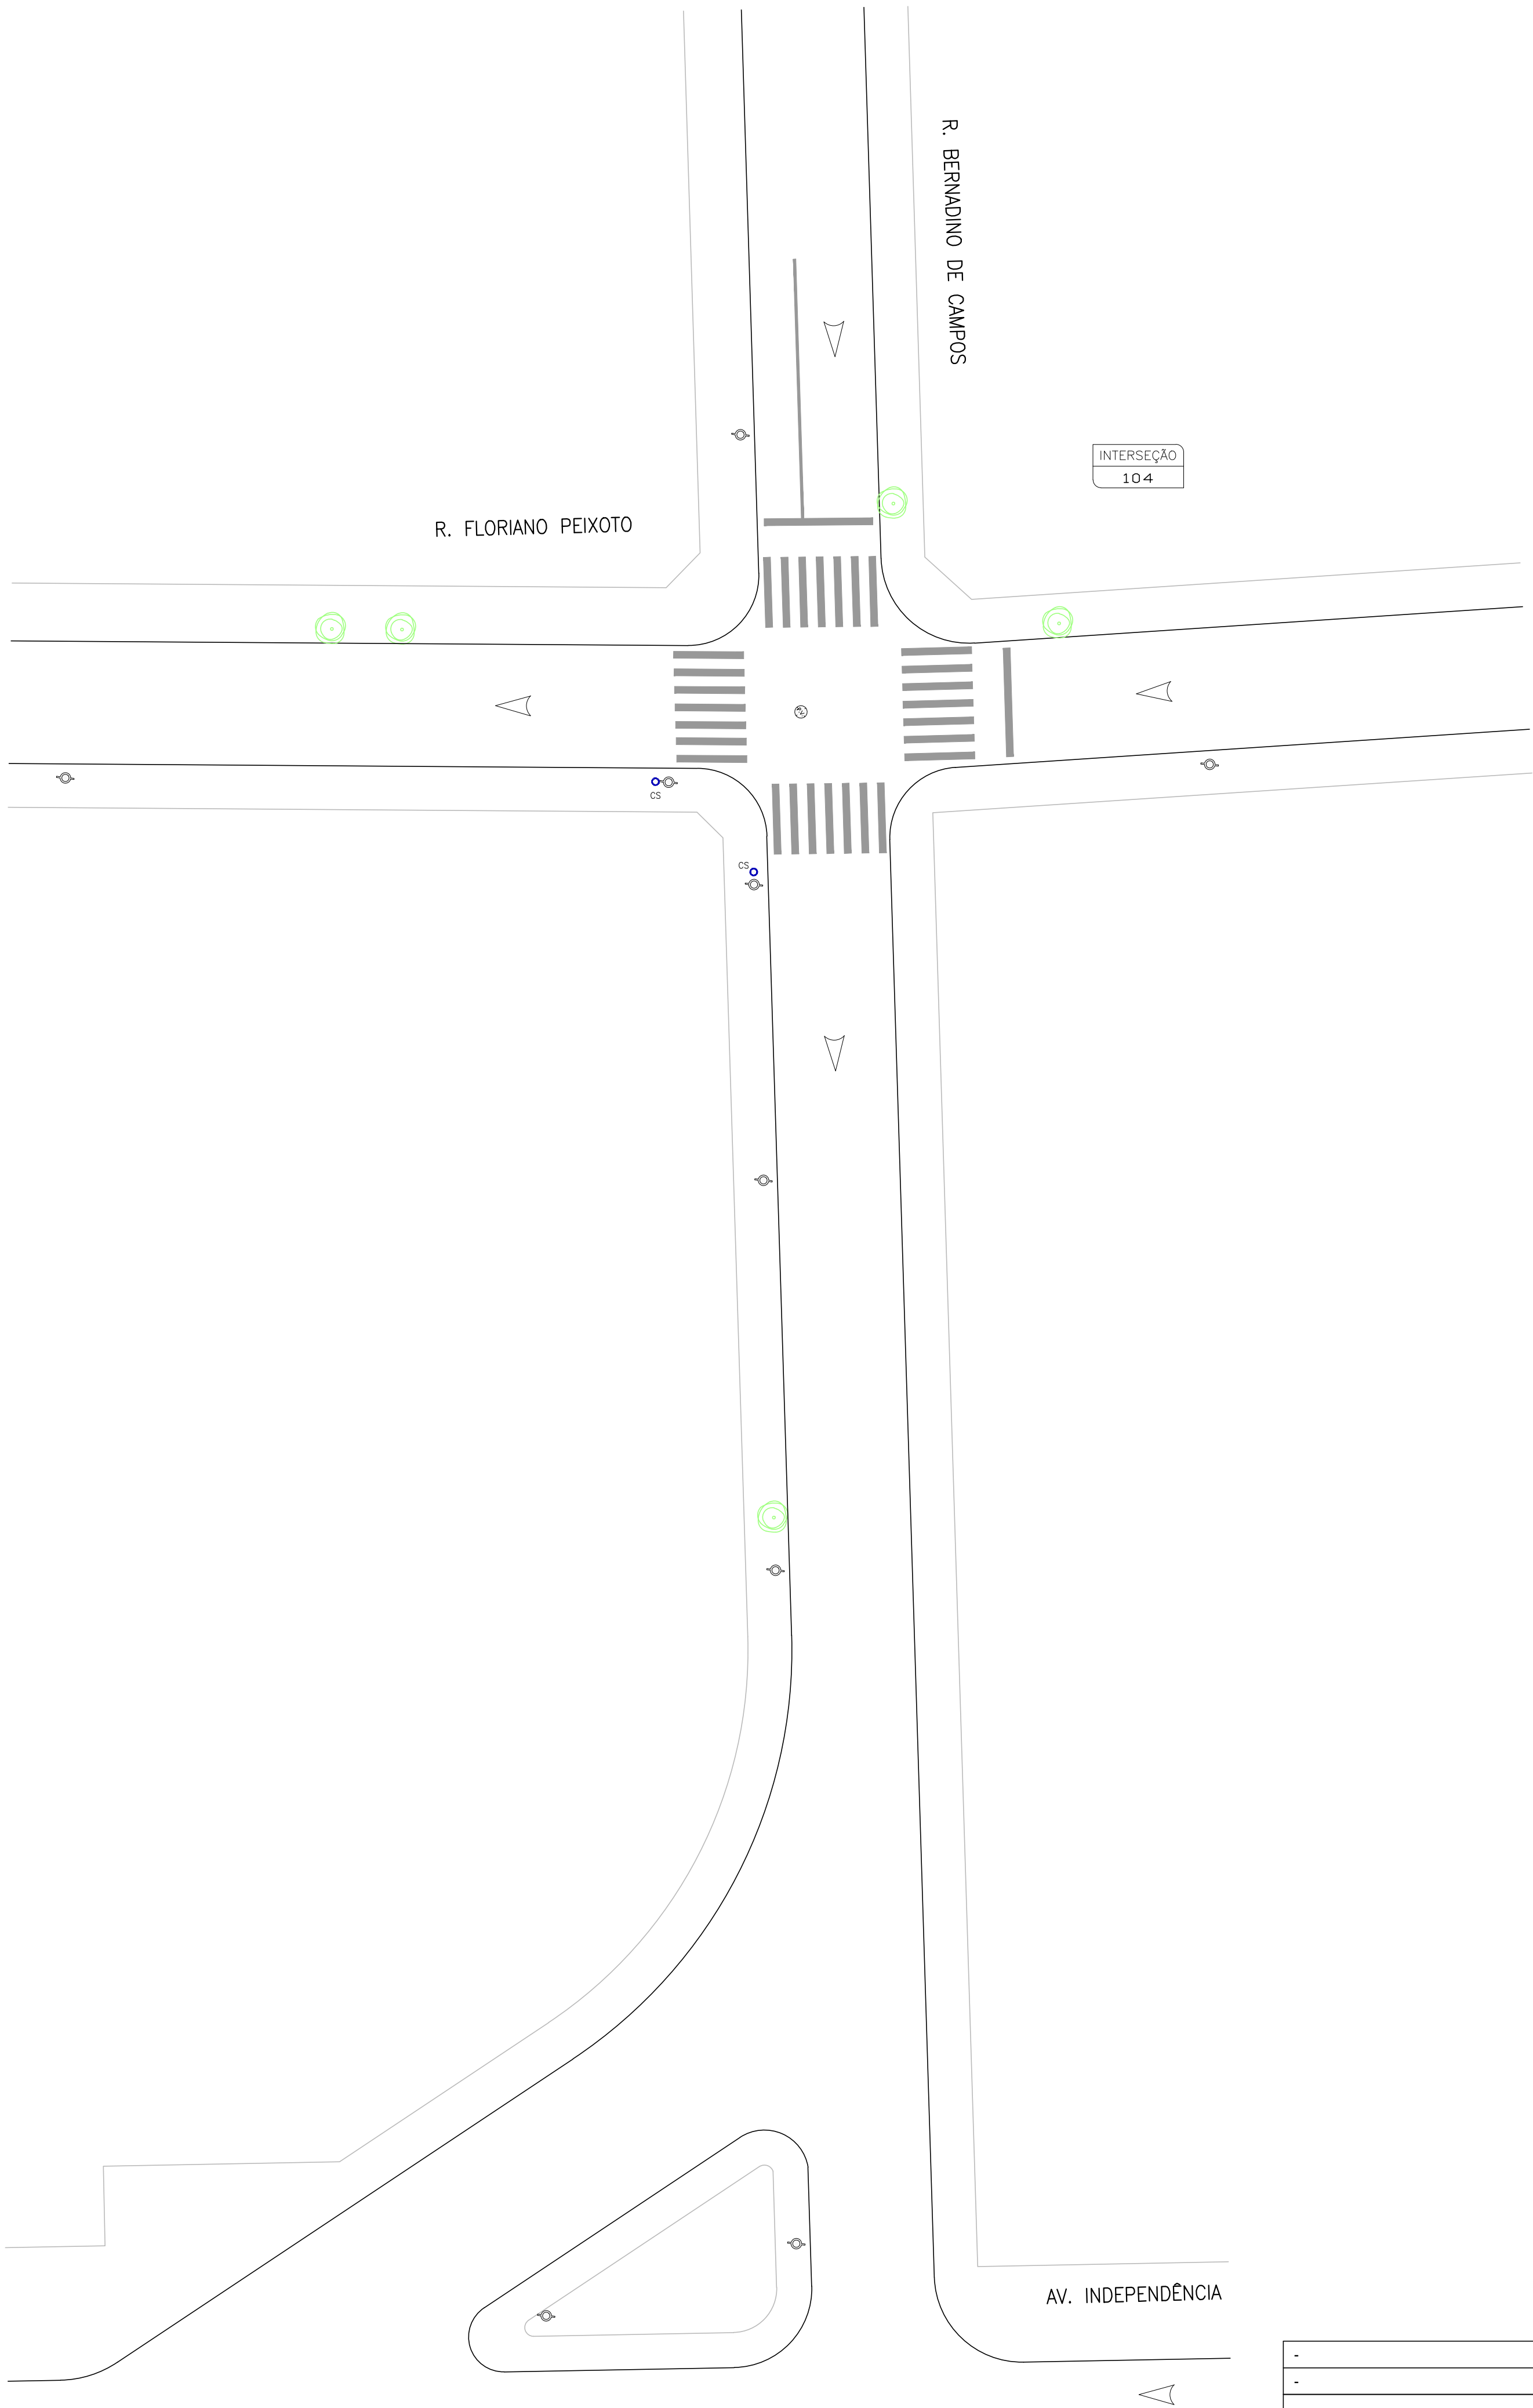 R. BERNADINO DE CAMPOS
INTERSEÇÃO
104
R. FLORIANO PEIXOTO
CS
CS
AV. INDEPENDÊNCIA
-
-